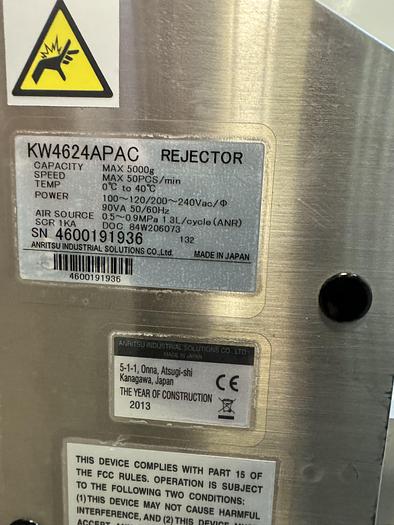 KW4624APAC REJECTOR
CAPACITY MAX 5000g
SPEED MAX 50PCS/min
TEMP 0℃ to 40℃
POWER 100～120/200～240Vac/Φ
90VA 50/60Hz
AIR SOURCE 0.5～0.9MPa 1.3L/cycle(ANR)
SCR 1KA DOC 84W206073
SN 4600191936 132
ANRITSU INDUSTRIAL SOLUTIONS CO.,Ltd. MADE IN JAPAN
4600191936
ANRITSU INDUSTRIAL SOLUTIONS CO., LTD.
MADE IN JAPAN
5-1-1, Onna, Atsugi-shi
Kanagawa, Japan
CE
THE YEAR OF CONSTRUCTION
2013
THIS DEVICE COMPLIES WITH PART 15 OF
THE FCC RULES. OPERATION IS SUBJECT
TO THE FOLLOWING TWO CONDITIONS:
(1)THIS DEVICE MAY NOT CAUSE HARMFUL
INTERFERENCE, AND (2)THIS DEVICE